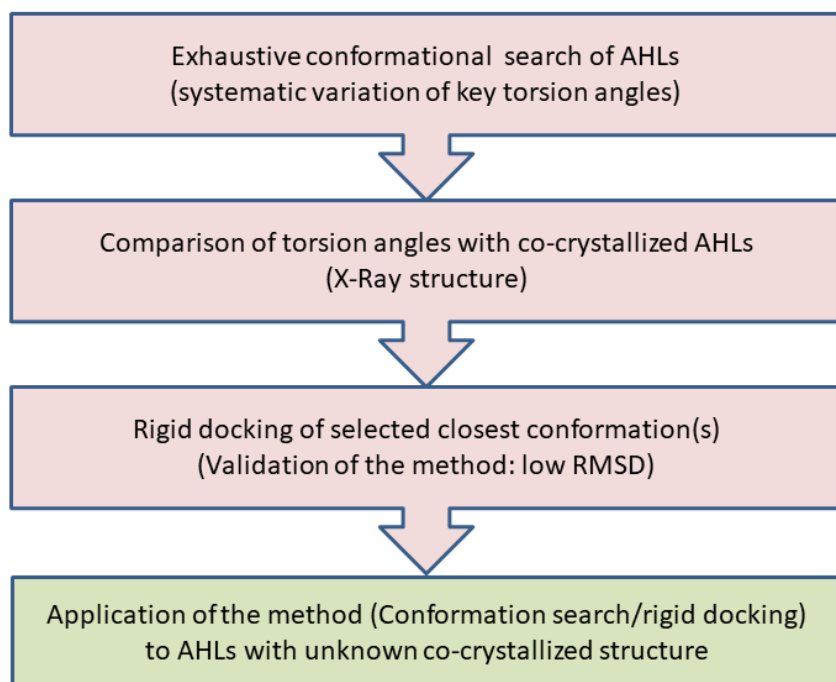 Exhaustive conformational search of AHLs
(systematic variation of key torsion angles)
Comparison of torsion angles with co-crystallized AHLs
(X-Ray structure)
Rigid docking of selected closest conformation(s)
(Validation of the method: low RMSD)
Application of the method (Conformation search/rigid docking)
to AHLs with unknown co-crystallized structure